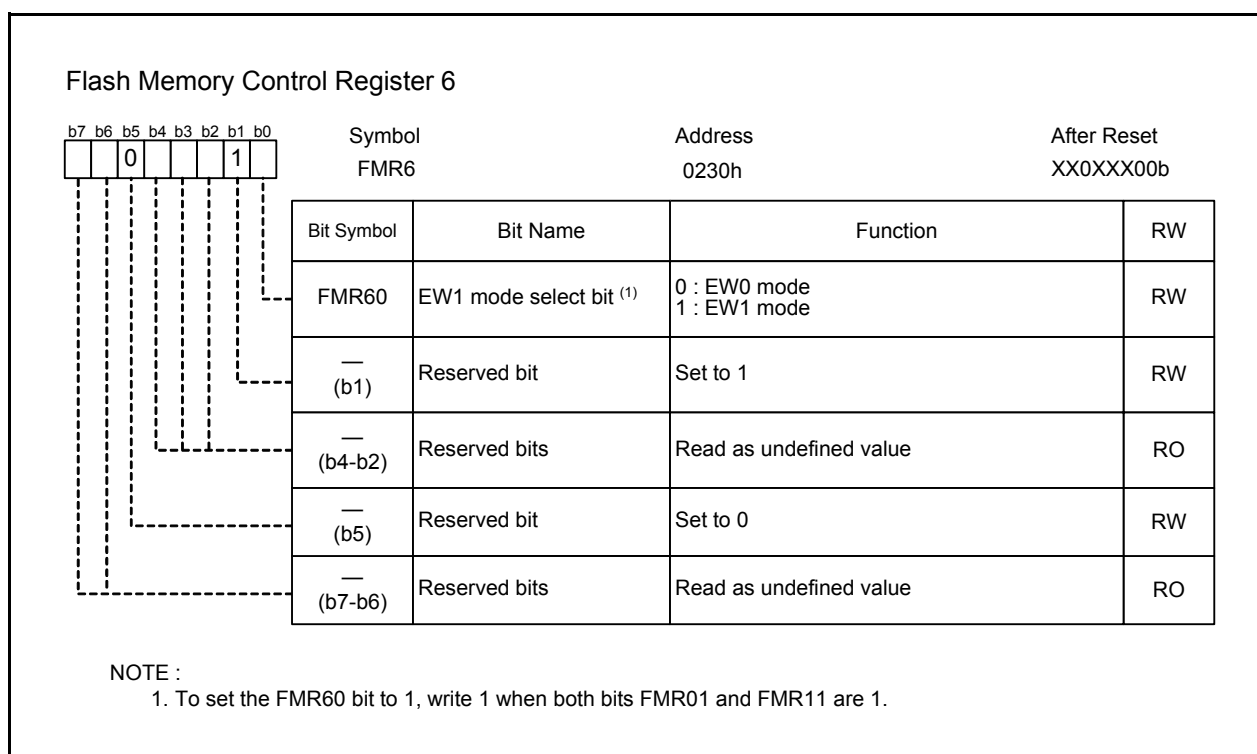 Flash Memory Control Register 6
b7 b6 b5 b4 b3 b2 b1 b0
0 1
Symbol Address After Reset
FMR6 0230h XX0XXX00b
Bit Symbol Bit Name Function RW
FMR60 EW1 mode select bit (1) 0 : EW0 mode
1 : EW1 mode RW
—
(b1) Reserved bit Set to 1 RW
—
(b4-b2) Reserved bits Read as undefined value RO
—
(b5) Reserved bit Set to 0 RW
—
(b7-b6) Reserved bits Read as undefined value RO
NOTE :
1. To set the FMR60 bit to 1, write 1 when both bits FMR01 and FMR11 are 1.